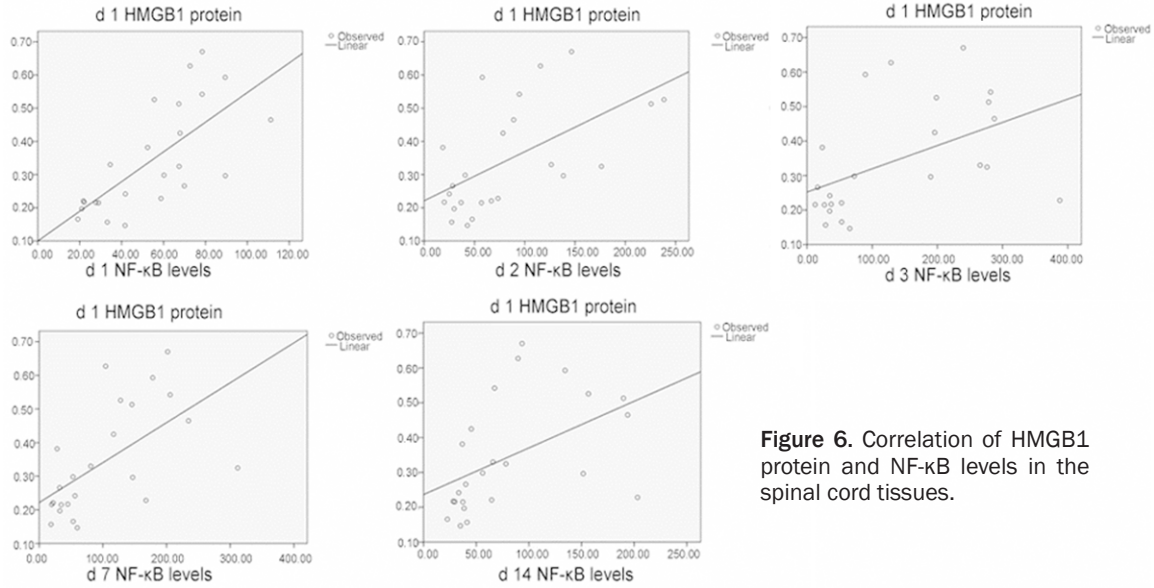 d 1 HMGB1 protein
Observed
Linear
0.70
0.60
0.50
0.40
0.30
0.20
0.10
0.00 20.00 40.00 60.00 80.00 100.00 120.00
d 1 NF-κB levels
d 1 HMGB1 protein
Observed
Linear
0.70
0.60
0.50
0.40
0.30
0.20
0.10
0.00 50.00 100.00 150.00 200.00 250.00
d 2 NF-κB levels
d 1 HMGB1 protein
Observed
Linear
0.70
0.60
0.50
0.40
0.30
0.20
0.10
0.00 100.00 200.00 300.00 400.00
d 3 NF-κB levels
d 1 HMGB1 protein
Observed
Linear
0.70
0.60
0.50
0.40
0.30
0.20
0.10
0.00 100.00 200.00 300.00 400.00
d 7 NF-κB levels
d 1 HMGB1 protein
Observed
Linear
0.70
0.60
0.50
0.40
0.30
0.20
0.10
0.00 50.00 100.00 150.00 200.00 250.00
d 14 NF-κB levels
Figure 6. Correlation of HMGB1
protein and NF-κB levels in the
spinal cord tissues.